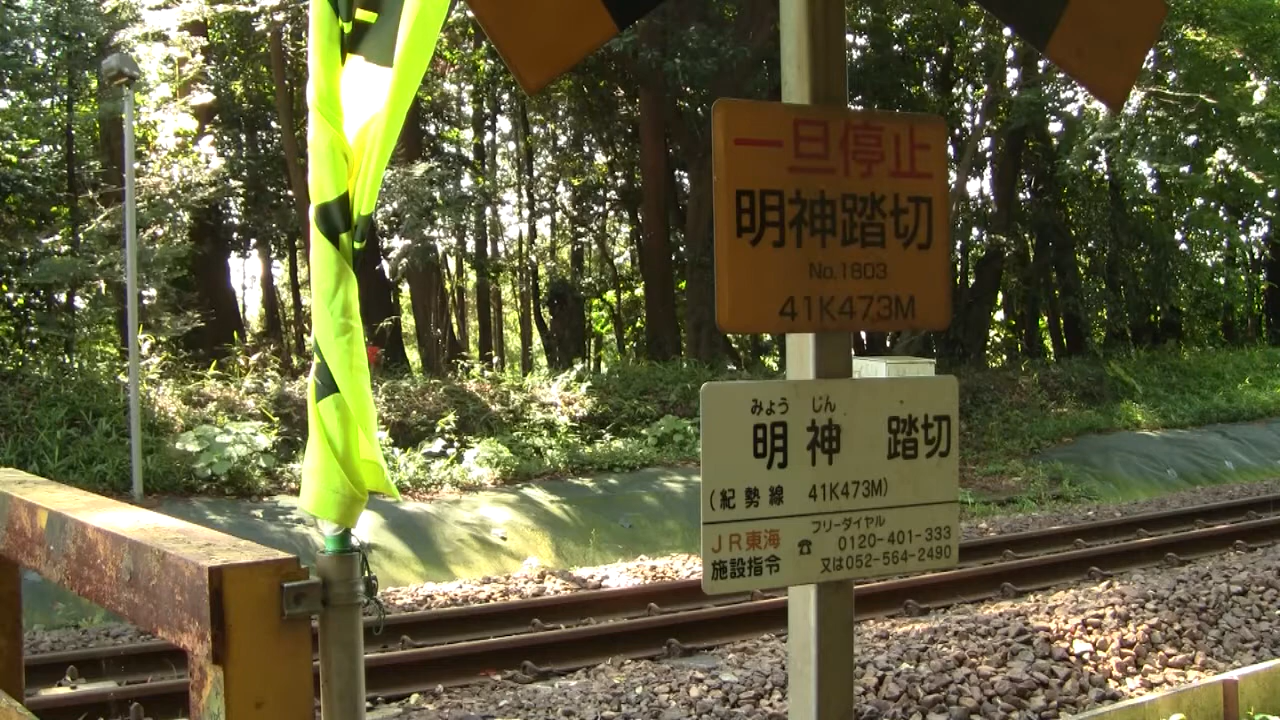 一旦停止
明神踏切
No.1803
41K473M
みょう じん
明 神 踏切
(紀勢線 41K473M)
JR東海
施設指令
フリーダイヤル
☎ 0120-401-333
又は052-564-2490